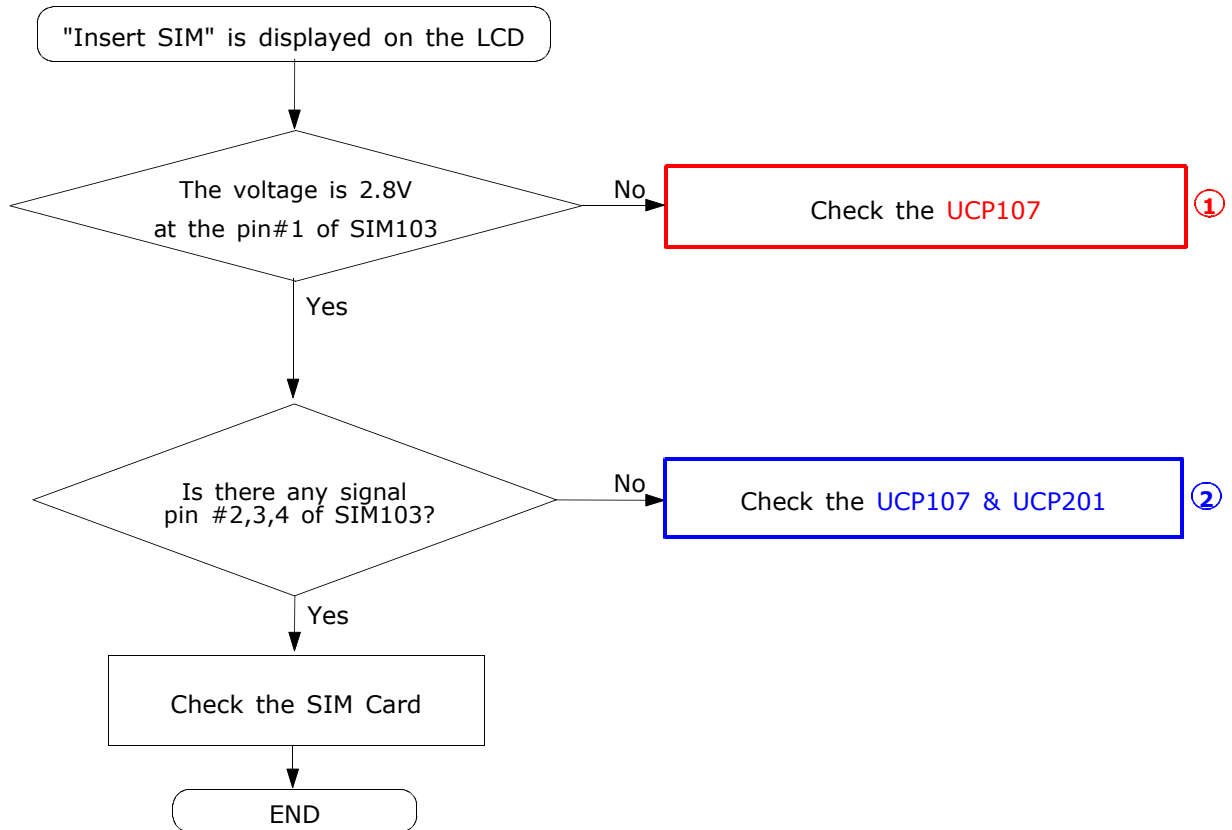 "Insert SIM" is displayed on the LCD
The voltage is 2.8V
at the pin#1 of SIM103
No
Check the UCP107
1
Yes
Is there any signal
pin #2,3,4 of SIM103?
No
Check the UCP107 & UCP201
2
Yes
Check the SIM Card
END